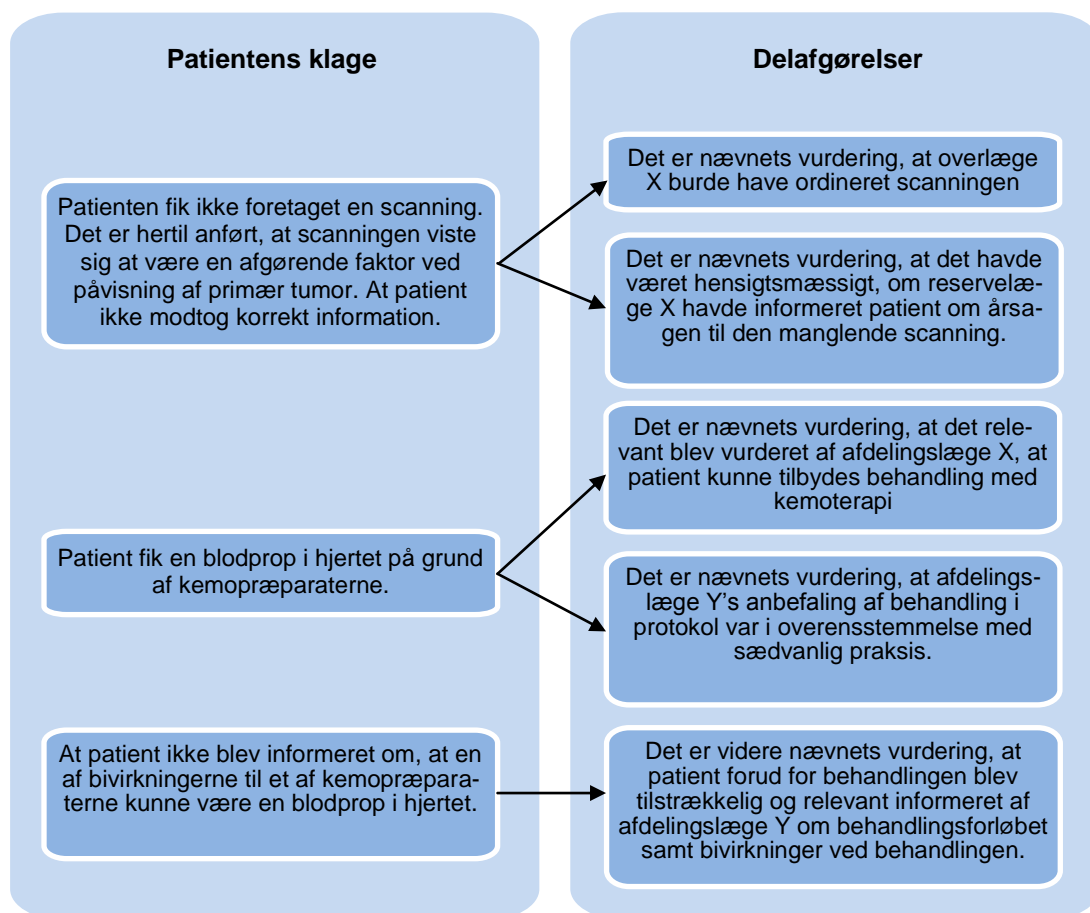 Patientens klage
Patienten fik ikke foretaget en scanning.
Det er hertil anført, at scanningen viste
sig at være en afgørende faktor ved
påvisning af primær tumor. At patient
ikke modtog korrekt information.
Patient fik en blodprop i hjertet på grund
af kemopræparaterne.
At patient ikke blev informeret om, at en
af bivirkningerne til et af kemopræpara-
terne kunne være en blodprop i hjertet.
Delafgørelser
Det er nævnets vurdering, at overlæge
X burde have ordineret scanningen
Det er nævnets vurdering, at det havde
været hensigtsmæssigt, om reservelæ-
ge X havde informeret patient om årsa-
gen til den manglende scanning.
Det er nævnets vurdering, at det rele-
vant blev vurderet af afdelingslæge X, at
patient kunne tilbydes behandling med
kemoterapi
Det er nævnets vurdering, at afdelings-
læge Y’s anbefaling af behandling i
protokol var i overensstemmelse med
sædvanlig praksis.
Det er videre nævnets vurdering, at
patient forud for behandlingen blev
tilstrækkelig og relevant informeret af
afdelingslæge Y om behandlingsforløbet
samt bivirkninger ved behandlingen.